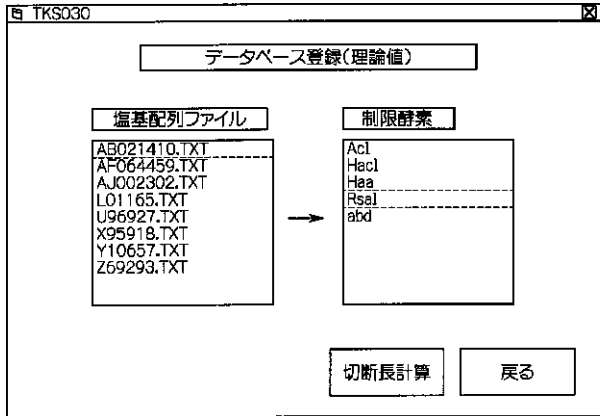 TKS030
データベース登録(理論値)
塩基配列ファイル
制限酵素
AB021410.TXT
AF064459.TXT
AJ002302.TXT
L01165.TXT
U96927.TXT
X95918.TXT
Y10657.TXT
Z69293.TXT
AcI
HacI
Haa
RsaI
abd
切断長計算
戻る